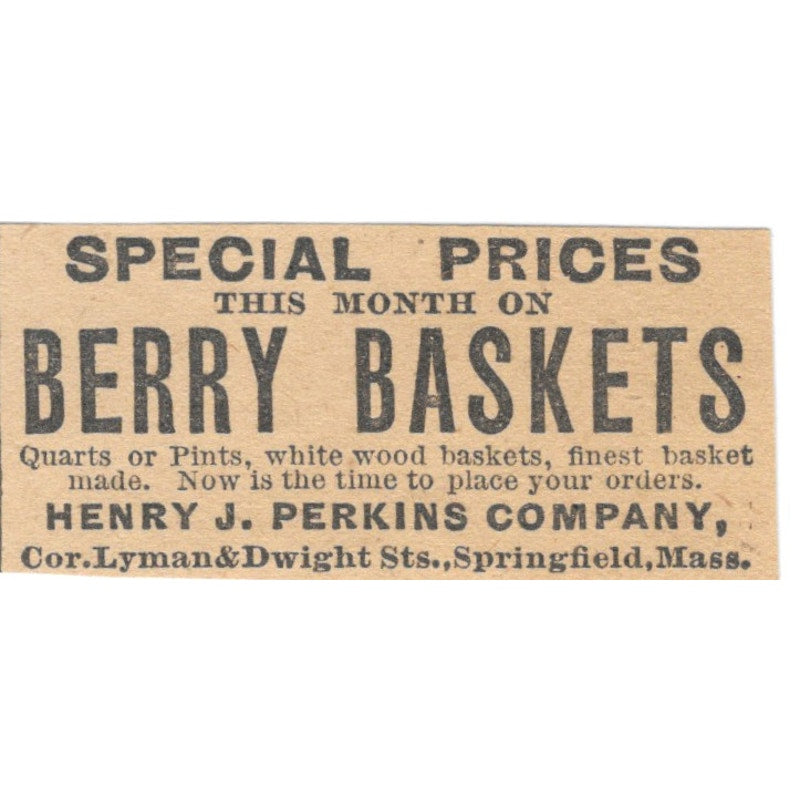 SPECIAL PRICES
THIS MONTH ON
BERRY BASKETS
Quarts or Pints, white wood baskets, finest basket
made. Now is the time to place your orders.
HENRY J. PERKINS COMPANY,
Cor.Lyman&Dwight Sts.,Springfield,Mass.